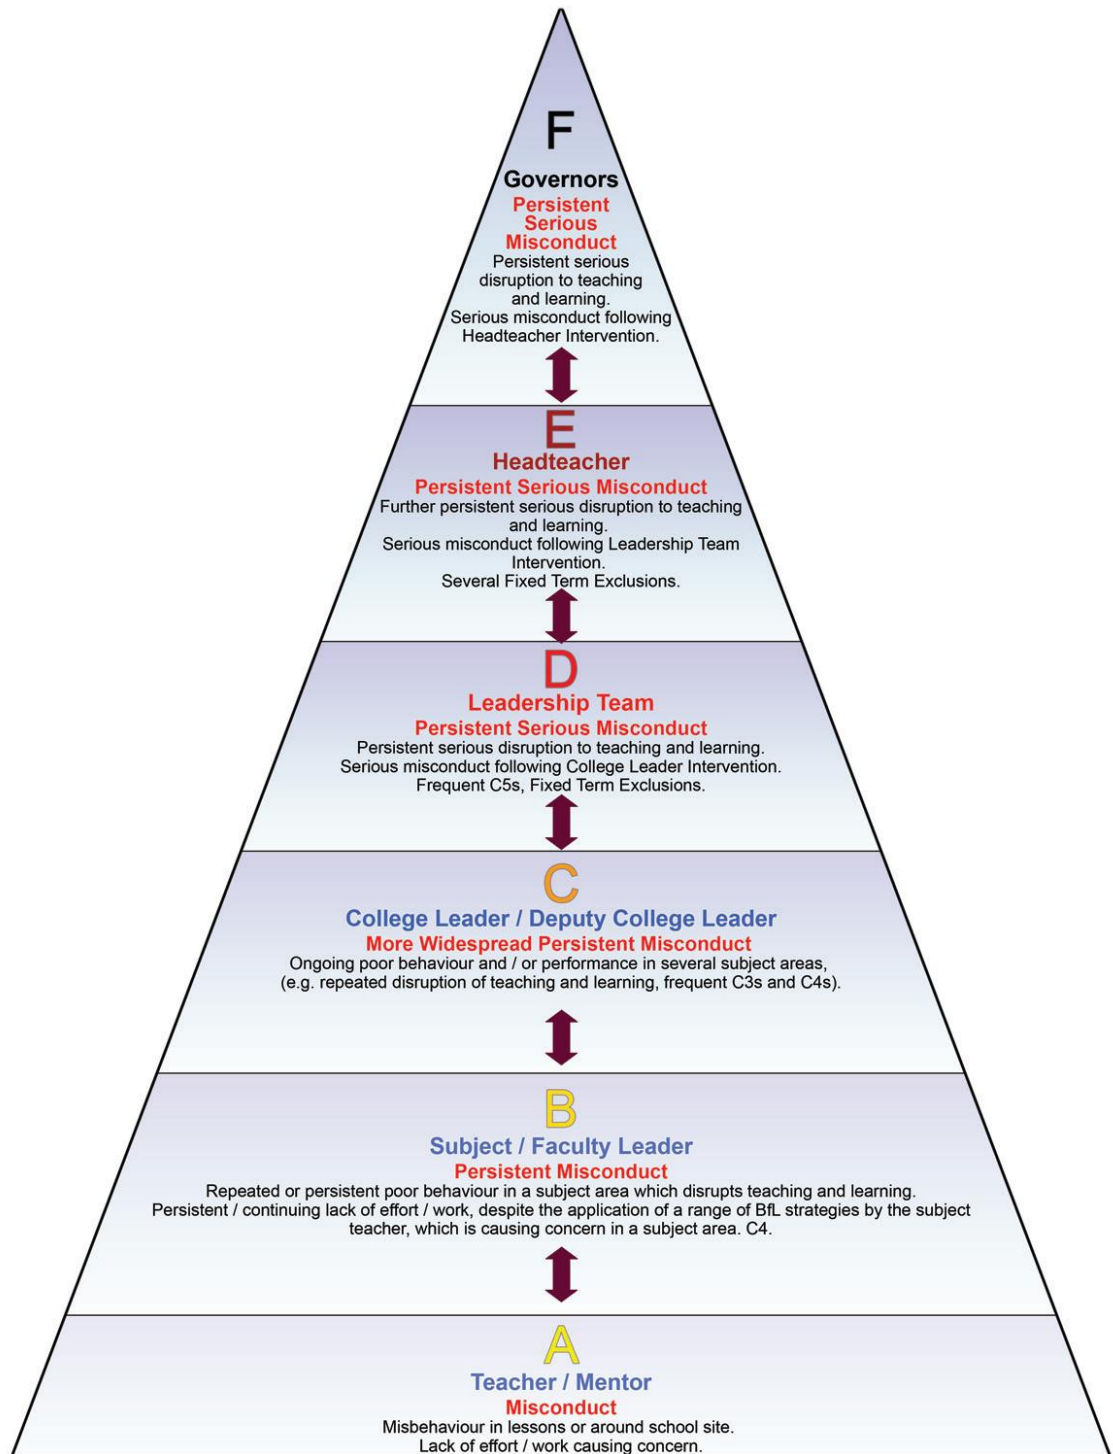 F
Governors
Persistent
Serious
Misconduct
Persistent serious
disruption to teaching
and learning.
Serious misconduct following
Headteacher Intervention.
E
Headteacher
Persistent Serious Misconduct
Further persistent serious disruption to teaching
and learning.
Serious misconduct following Leadership Team
Intervention.
Several Fixed Term Exclusions.
D
Leadership Team
Persistent Serious Misconduct
Persistent serious disruption to teaching and learning.
Serious misconduct following College Leader Intervention.
Frequent C5s, Fixed Term Exclusions.
C
College Leader / Deputy College Leader
More Widespread Persistent Misconduct
Ongoing poor behaviour and / or performance in several subject areas,
(e.g. repeated disruption of teaching and learning, frequent C3s and C4s).
B
Subject / Faculty Leader
Persistent Misconduct
Repeated or persistent poor behaviour in a subject area which disrupts teaching and learning.
Persistent / continuing lack of effort / work, despite the application of a range of BfL strategies by the subject
teacher, which is causing concern in a subject area. C4.
A
Teacher / Mentor
Misconduct
Misbehaviour in lessons or around school site.
Lack of effort / work causing concern.